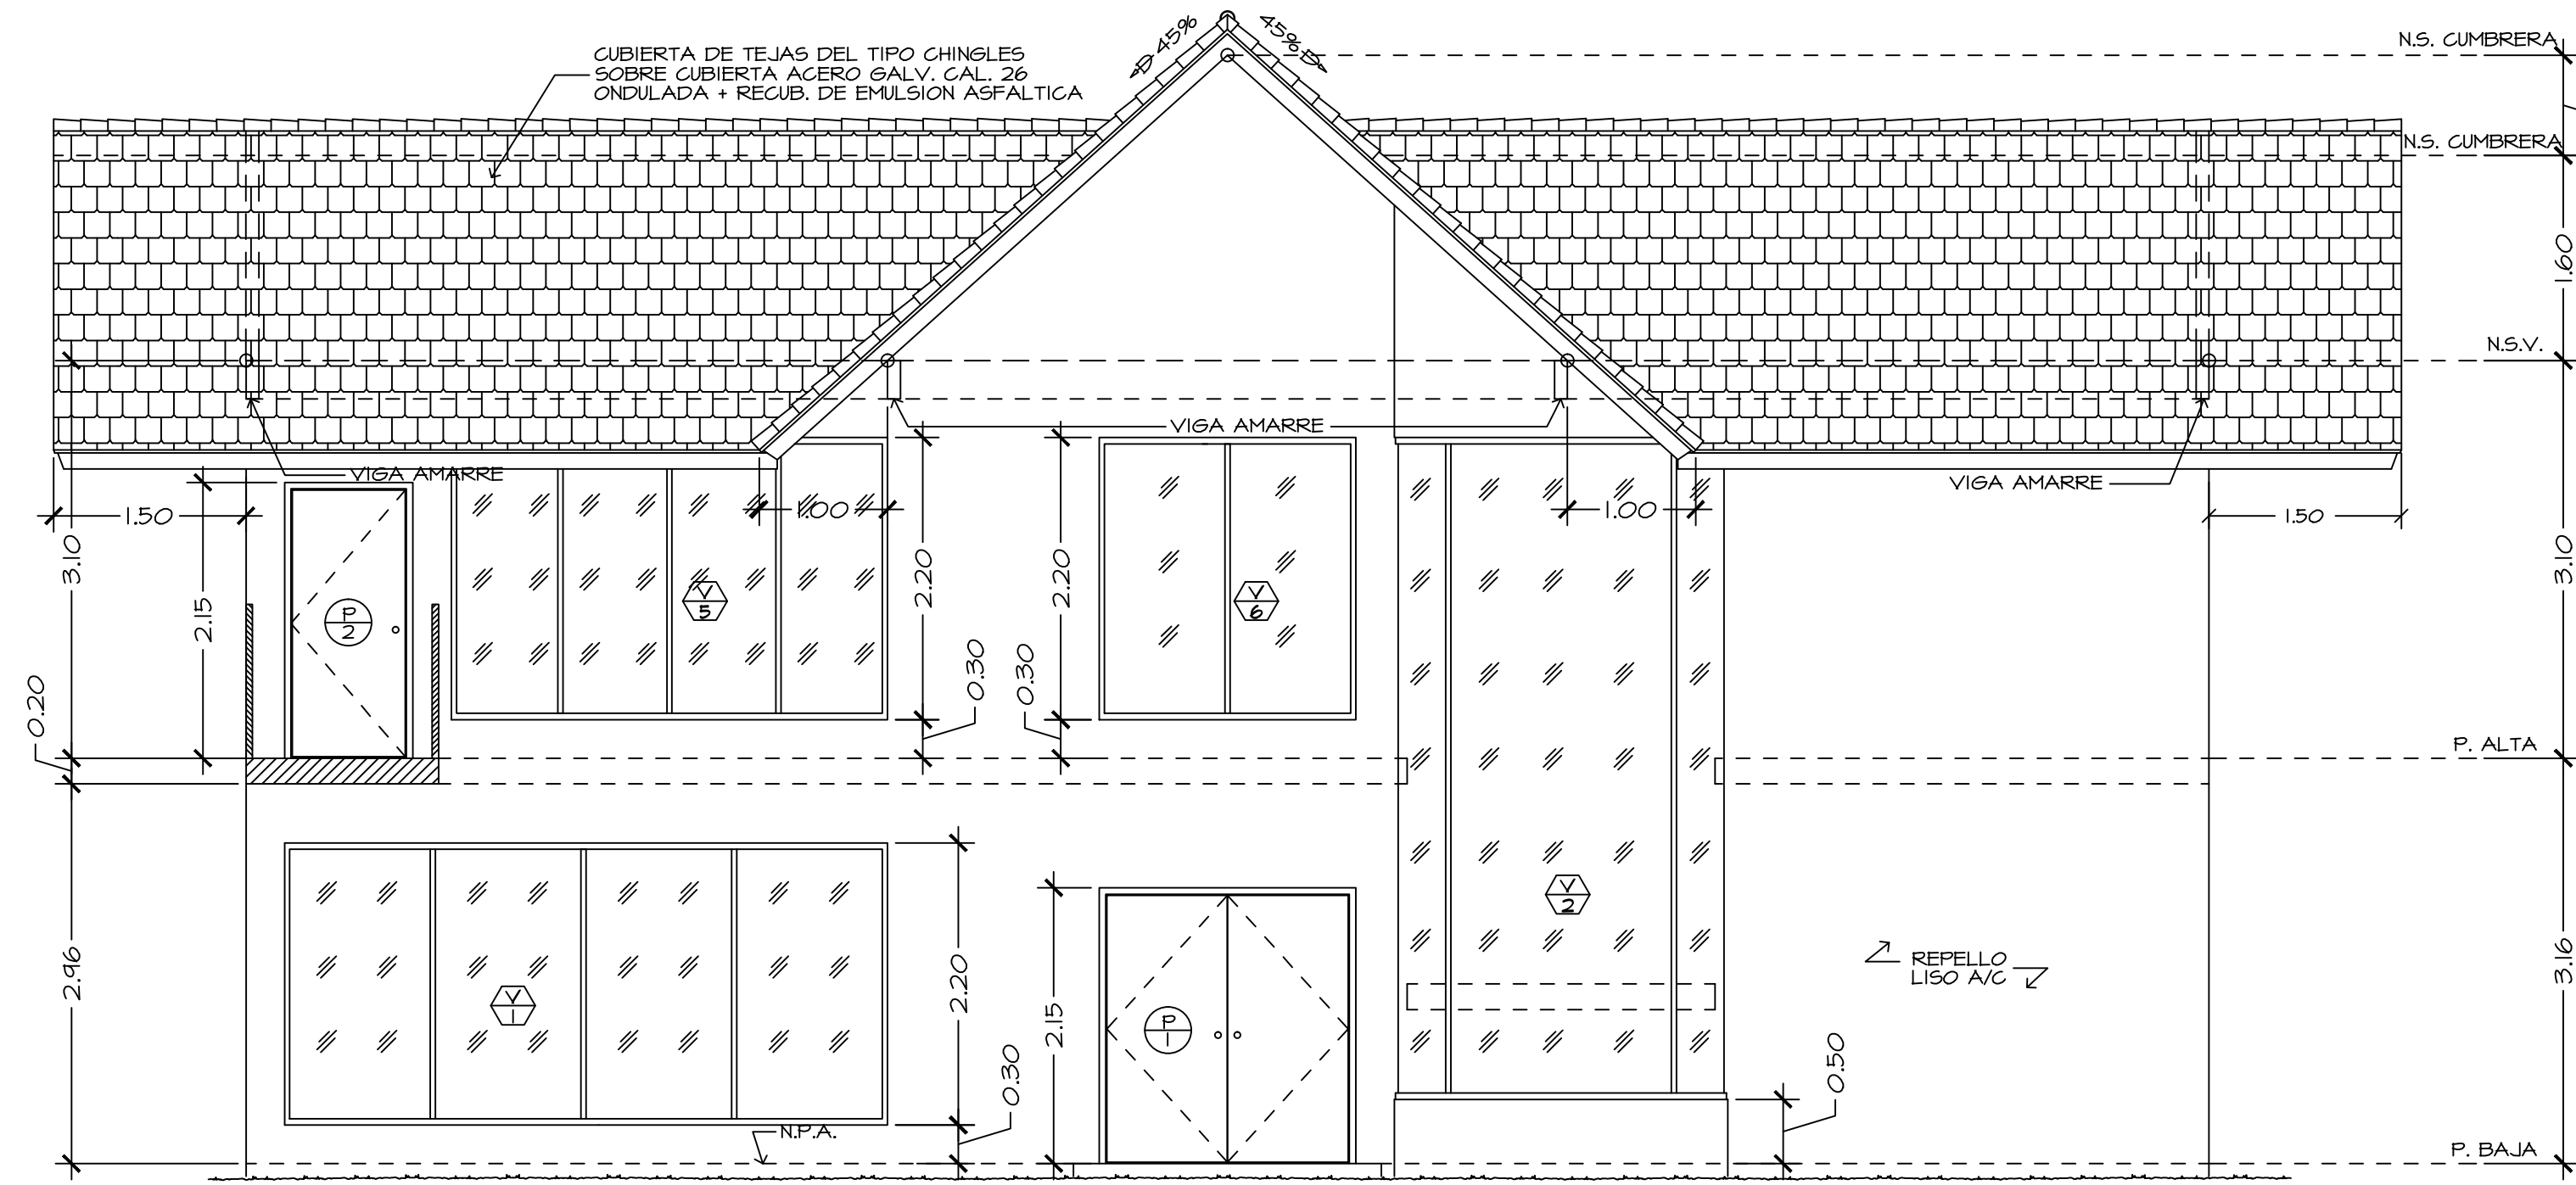 45%
45%
N.S. CUMBRERA
CUBIERTA DE TEJAS DEL TIPO CHINGLES
SOBRE CUBIERTA ACERO GALV. CAL. 26
ONDULADA + RECUB. DE EMULSION ASFALTICA
N.S. CUMBRERA
1.60
N.S.V.
VIGA AMARRE
VIGA AMARRE
VIGA AMARRE
1.50
1.00
1.00
1.50
3.10
2.15
2.20
2.20
3.10
P
2
V
5
V
6
0.20
0.30
0.30
P. ALTA
V
2
2.96
2.20
REPELLO
LISO A/C
3.16
V
1
P
1
2.15
0.30
0.50
N.P.A.
P. BAJA